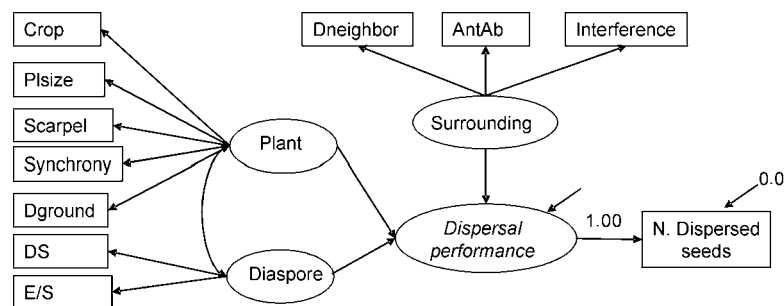 Crop
Plsize
Scarpel
Synchrony
Dground
DS
E/S
Plant
Diaspore
Dneighbor
AntAb
Interference
Surrounding
Dispersal
performance
1.00
0.0
N. Dispersed
seeds